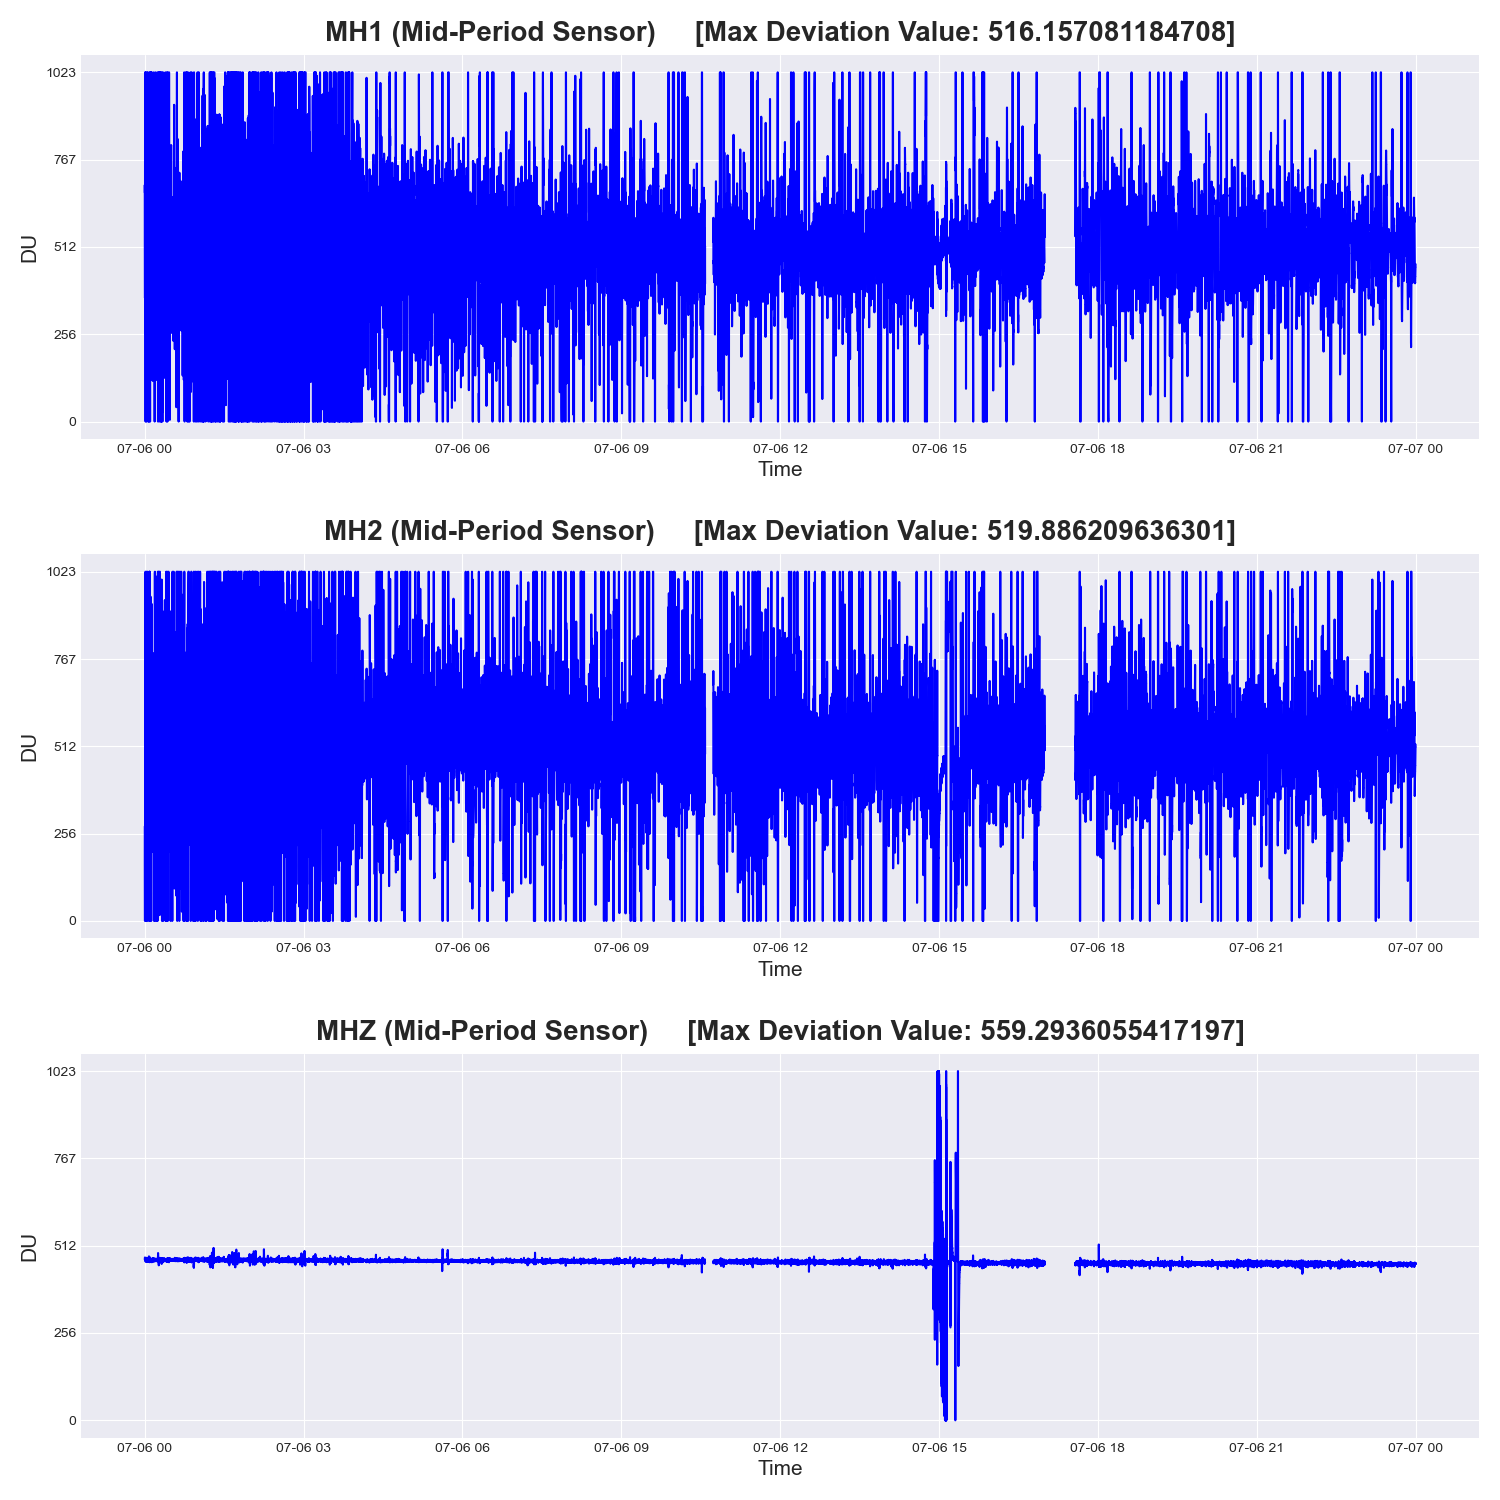 MH1 (Mid-Period Sensor) [Max Deviation Value: 516.157081184708]
1023
767
512
256
0
DU
07-06 00 07-06 03 07-06 06 07-06 09 07-06 12 07-06 15 07-06 18 07-06 21 07-07 00
Time
MH2 (Mid-Period Sensor) [Max Deviation Value: 519.886209636301]
1023
767
512
256
0
DU
07-06 00 07-06 03 07-06 06 07-06 09 07-06 12 07-06 15 07-06 18 07-06 21 07-07 00
Time
MHZ (Mid-Period Sensor) [Max Deviation Value: 559.2936055417197]
1023
767
512
256
0
DU
07-06 00 07-06 03 07-06 06 07-06 09 07-06 12 07-06 15 07-06 18 07-06 21 07-07 00
Time